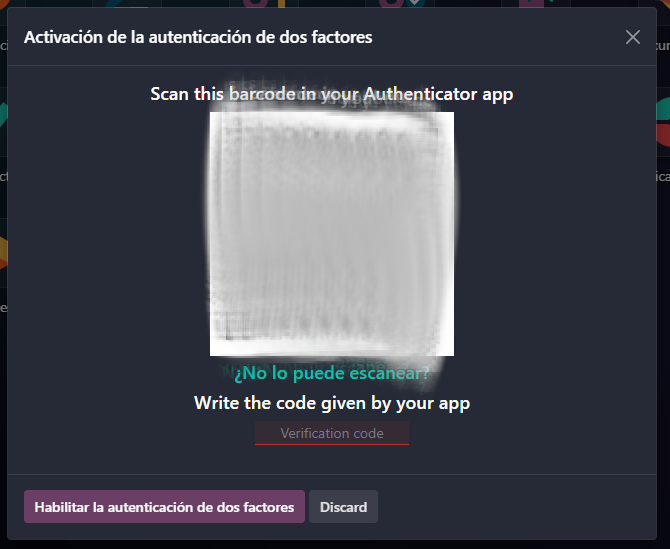 Activación de la autenticación de dos factores
Scan this barcode in your Authenticator app
¿No lo puede escanear?
Write the code given by your app
Verification code
Habilitar la autenticación de dos factores
Discard